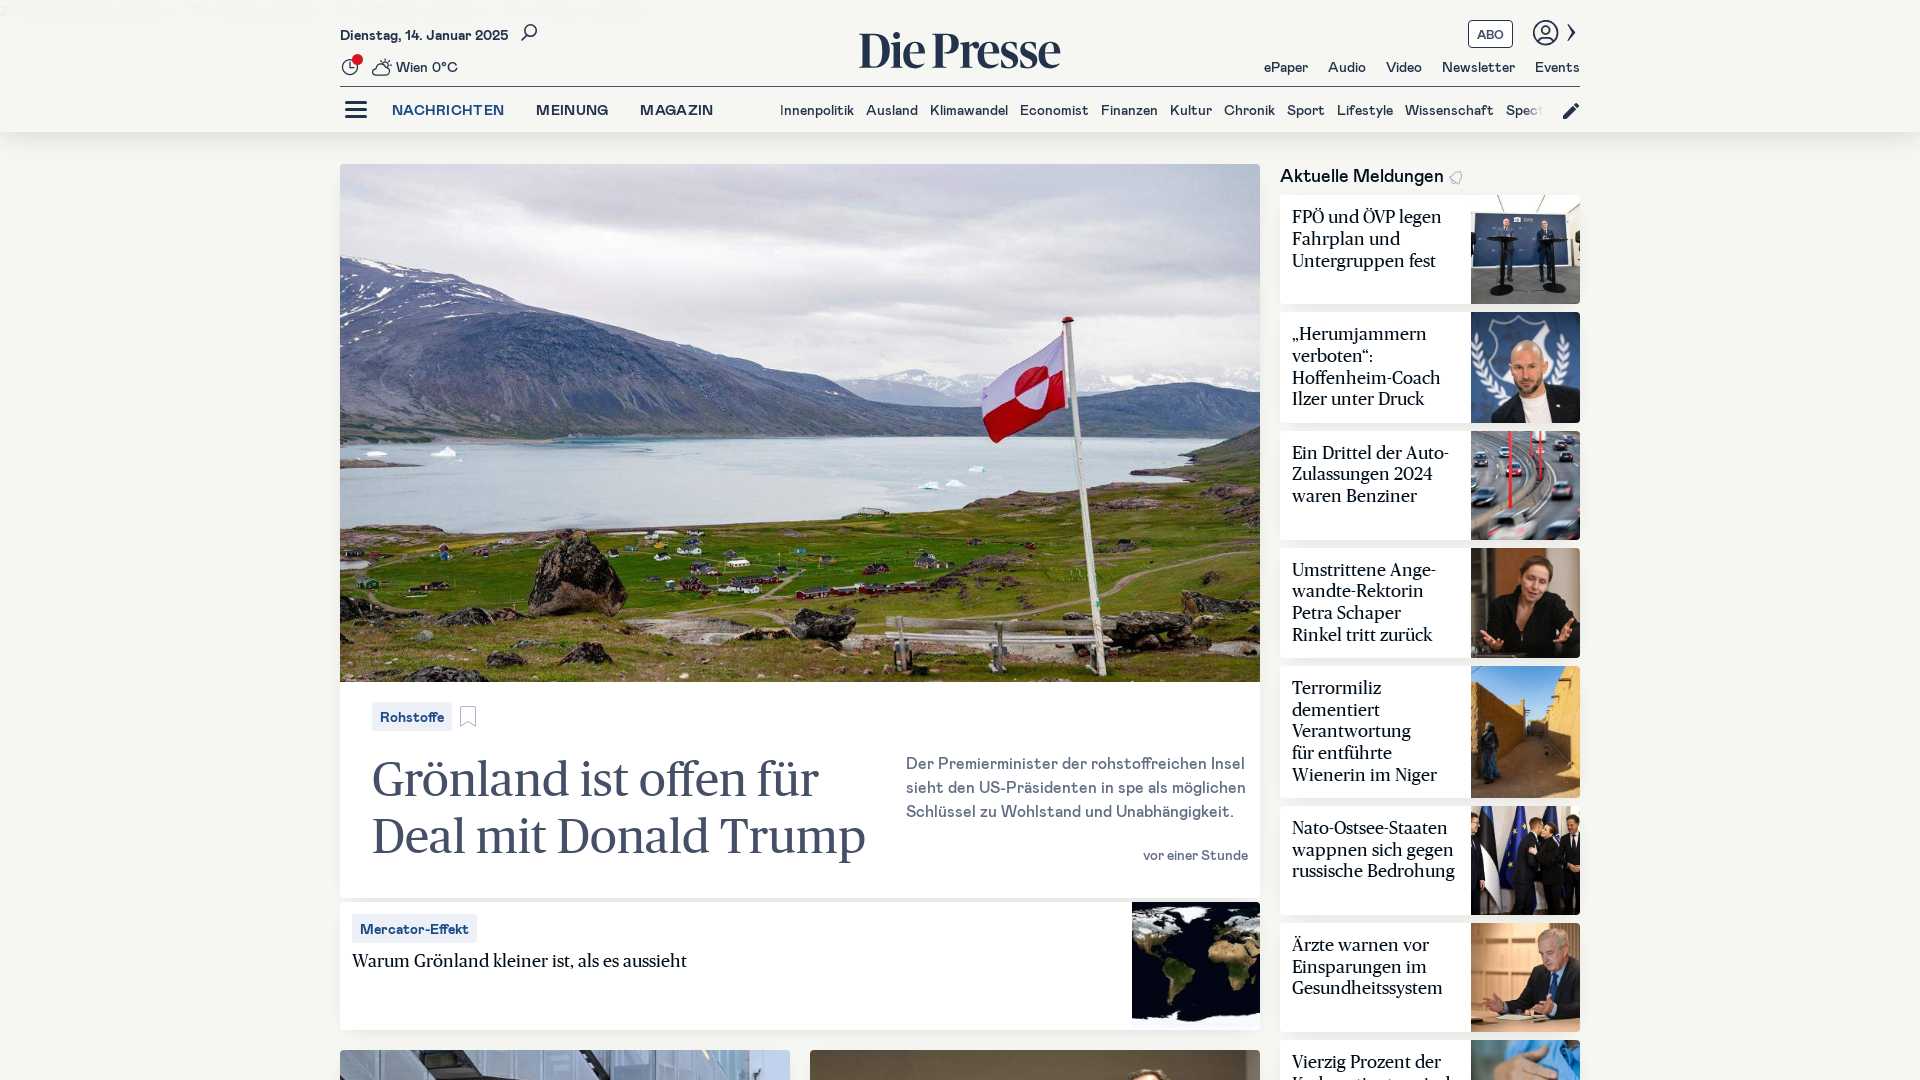 Dienstag, 14. Januar 2025
Wien 0°C
Die Presse
ABO
ePaper Audio Video Newsletter Events
NACHRICHTEN MEINUNG MAGAZIN
Innenpolitik Ausland Klimawandel Economist Finanzen Kultur Chronik Sport Lifestyle Wissenschaft Spect
Rohstoffe
Grönland ist offen für
Deal mit Donald Trump
Der Premierminister der rohstoffreichen Insel
sieht den US-Präsidenten in spe als möglichen
Schlüssel zu Wohlstand und Unabhängigkeit.
vor einer Stunde
Mercator-Effekt
Warum Grönland kleiner ist, als es aussieht
Aktuelle Meldungen
FPÖ und ÖVP legen
Fahrplan und
Untergruppen fest
„Herumjammern
verboten“:
Hoffenheim-Coach
Ilzer unter Druck
Ein Drittel der Auto-
Zulassungen 2024
waren Benziner
Umstrittene Ange-
wandte-Rektorin
Petra Schaper
Rinkel tritt zurück
Terrormiliz
dementiert
Verantwortung
für entführte
Wienerin im Niger
Nato-Ostsee-Staaten
wappnen sich gegen
russische Bedrohung
Ärzte warnen vor
Einsparungen im
Gesundheitssystem
Vierzig Prozent der